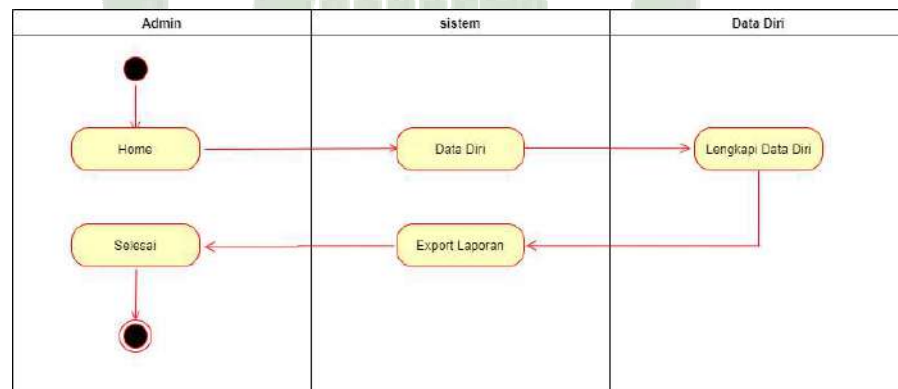 Admin
sistem
Data Diri
Home
Data Diri
Lengkapi Data Diri
Selesai
Export Laporan